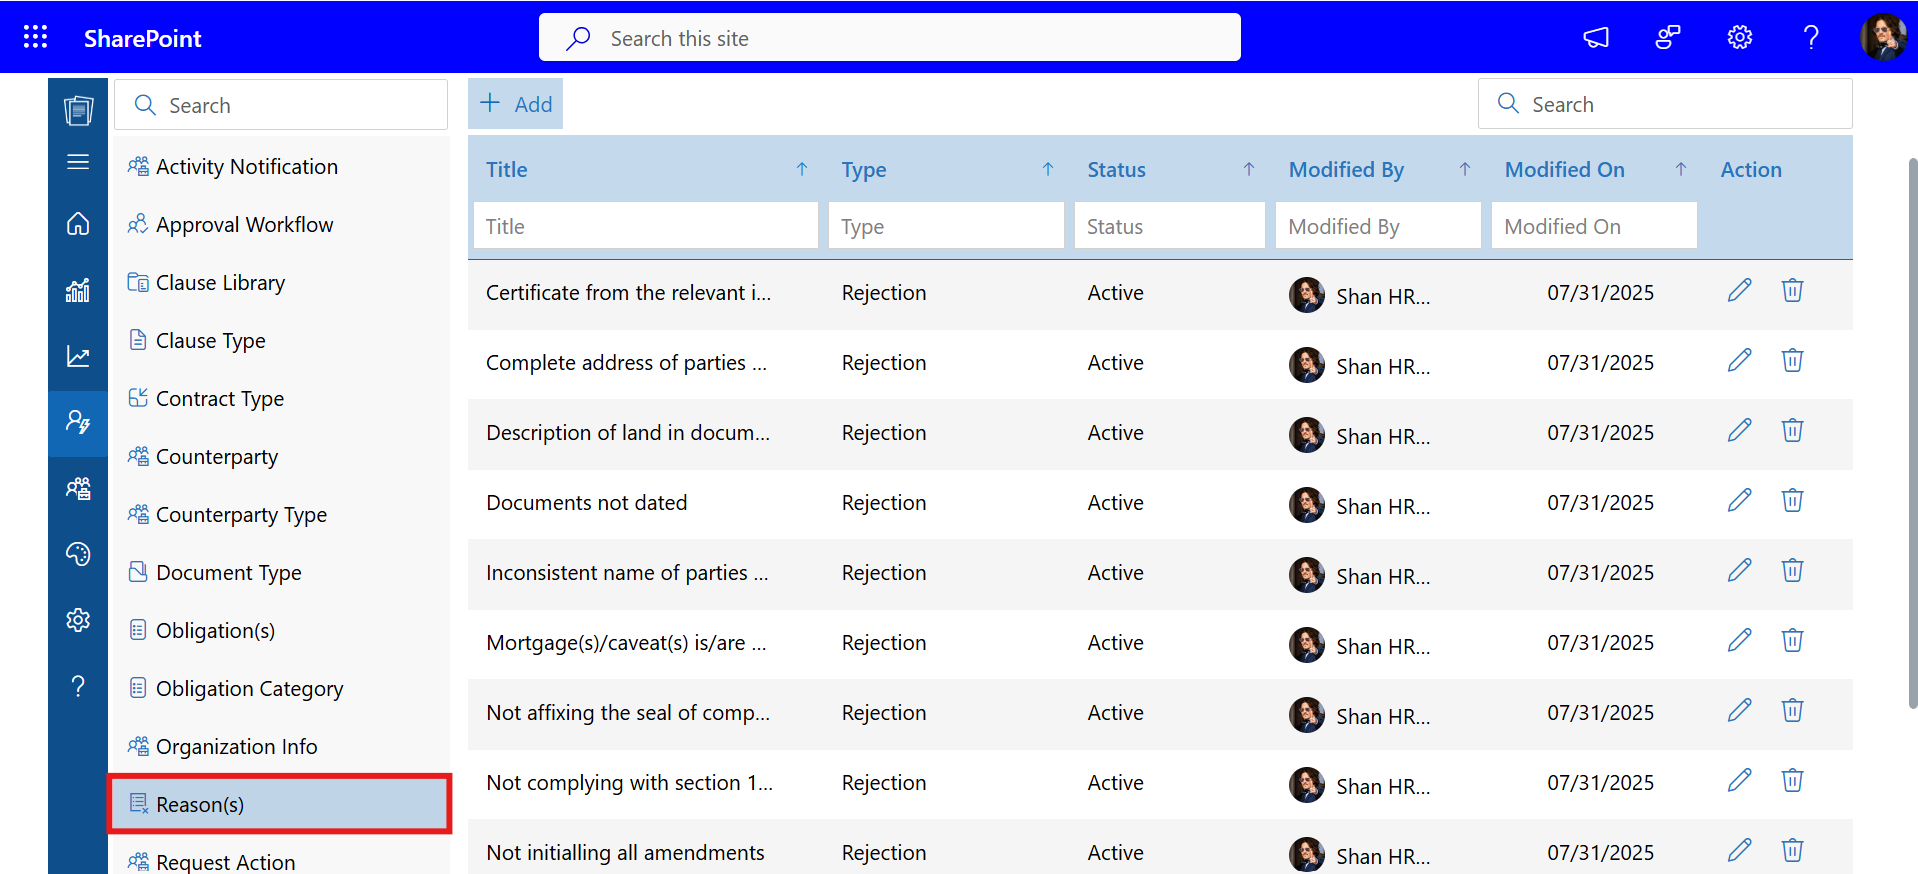 SharePoint
Search this site
Search
Activity Notification
Approval Workflow
Clause Library
Clause Type
Contract Type
Counterparty
Counterparty Type
Document Type
Obligation(s)
Obligation Category
Organization Info
Reason(s)
Request Action
Add
Search
Title Type Status Modified By Modified On Action
Title Type Status Modified By Modified On
Certificate from the relevant i... Rejection Active Shan HR... 07/31/2025
Complete address of parties ... Rejection Active Shan HR... 07/31/2025
Description of land in docum... Rejection Active Shan HR... 07/31/2025
Documents not dated Rejection Active Shan HR... 07/31/2025
Inconsistent name of parties ... Rejection Active Shan HR... 07/31/2025
Mortgage(s)/caveat(s) is/are ... Rejection Active Shan HR... 07/31/2025
Not affixing the seal of comp... Rejection Active Shan HR... 07/31/2025
Not complying with section 1... Rejection Active Shan HR... 07/31/2025
Not initialling all amendments Rejection Active Shan HR... 07/31/2025